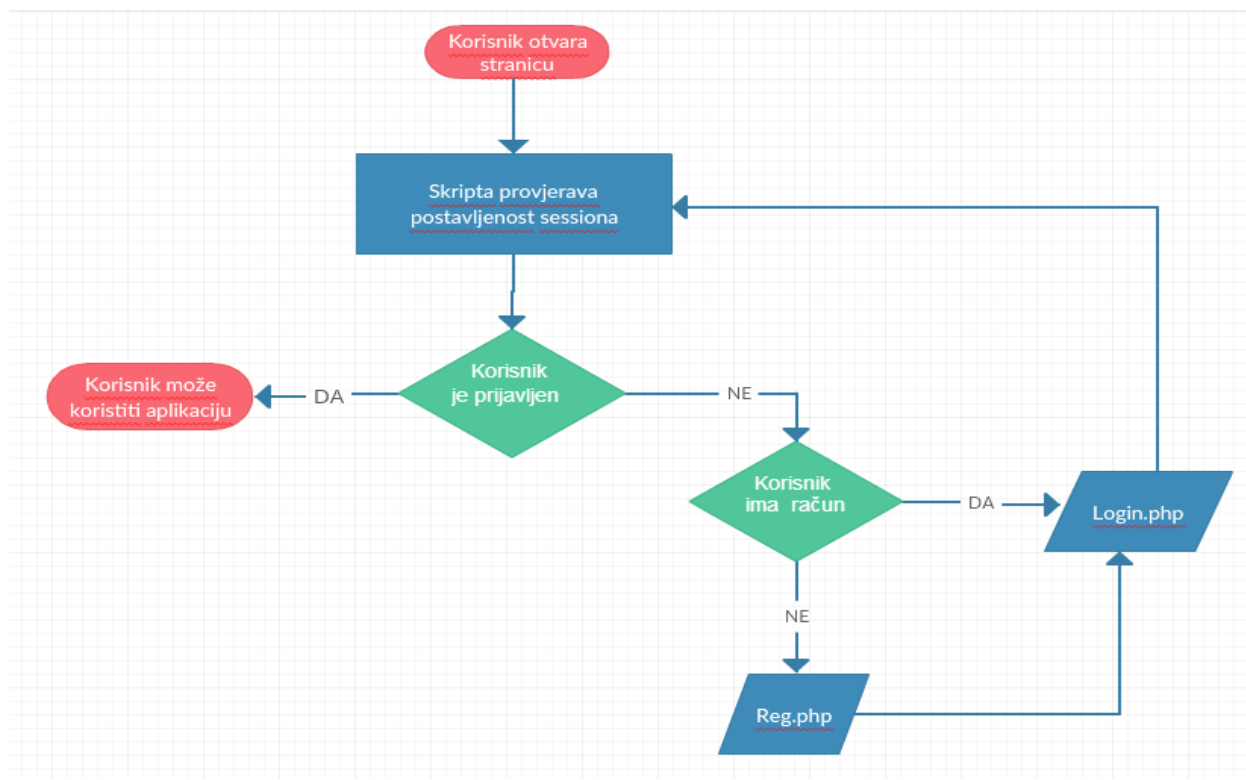 Korisnik otvara
stranicu
Skripta provjerava
postavljenost sessiona
Korisnik
je prijavljen
Korisnik može
koristiti aplikaciju
DA
NE
Korisnik
ima račun
DA
Login.php
NE
Reg.php